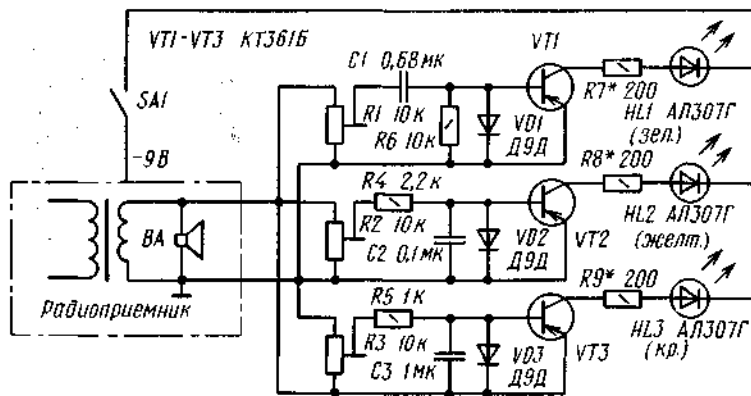 VT1-VT3 КТ361Б
SA1
-9В
C1 0,68мк
R1 10к
R6 10к
VD1
Д9Д
VT1
R7* 200
HL1 АЛ307Г
(зел.)
R4 2,2к
R2 10к
C2 0,1мк
VD2
Д9Д
VT2
R8* 200
HL2 АЛ307Г
(желт.)
BA
Радиоприемник
R5 1к
R3 10к
C3 1мк
VD3
Д9Д
VT3
R9* 200
HL3 АЛ307Г
(кр.)